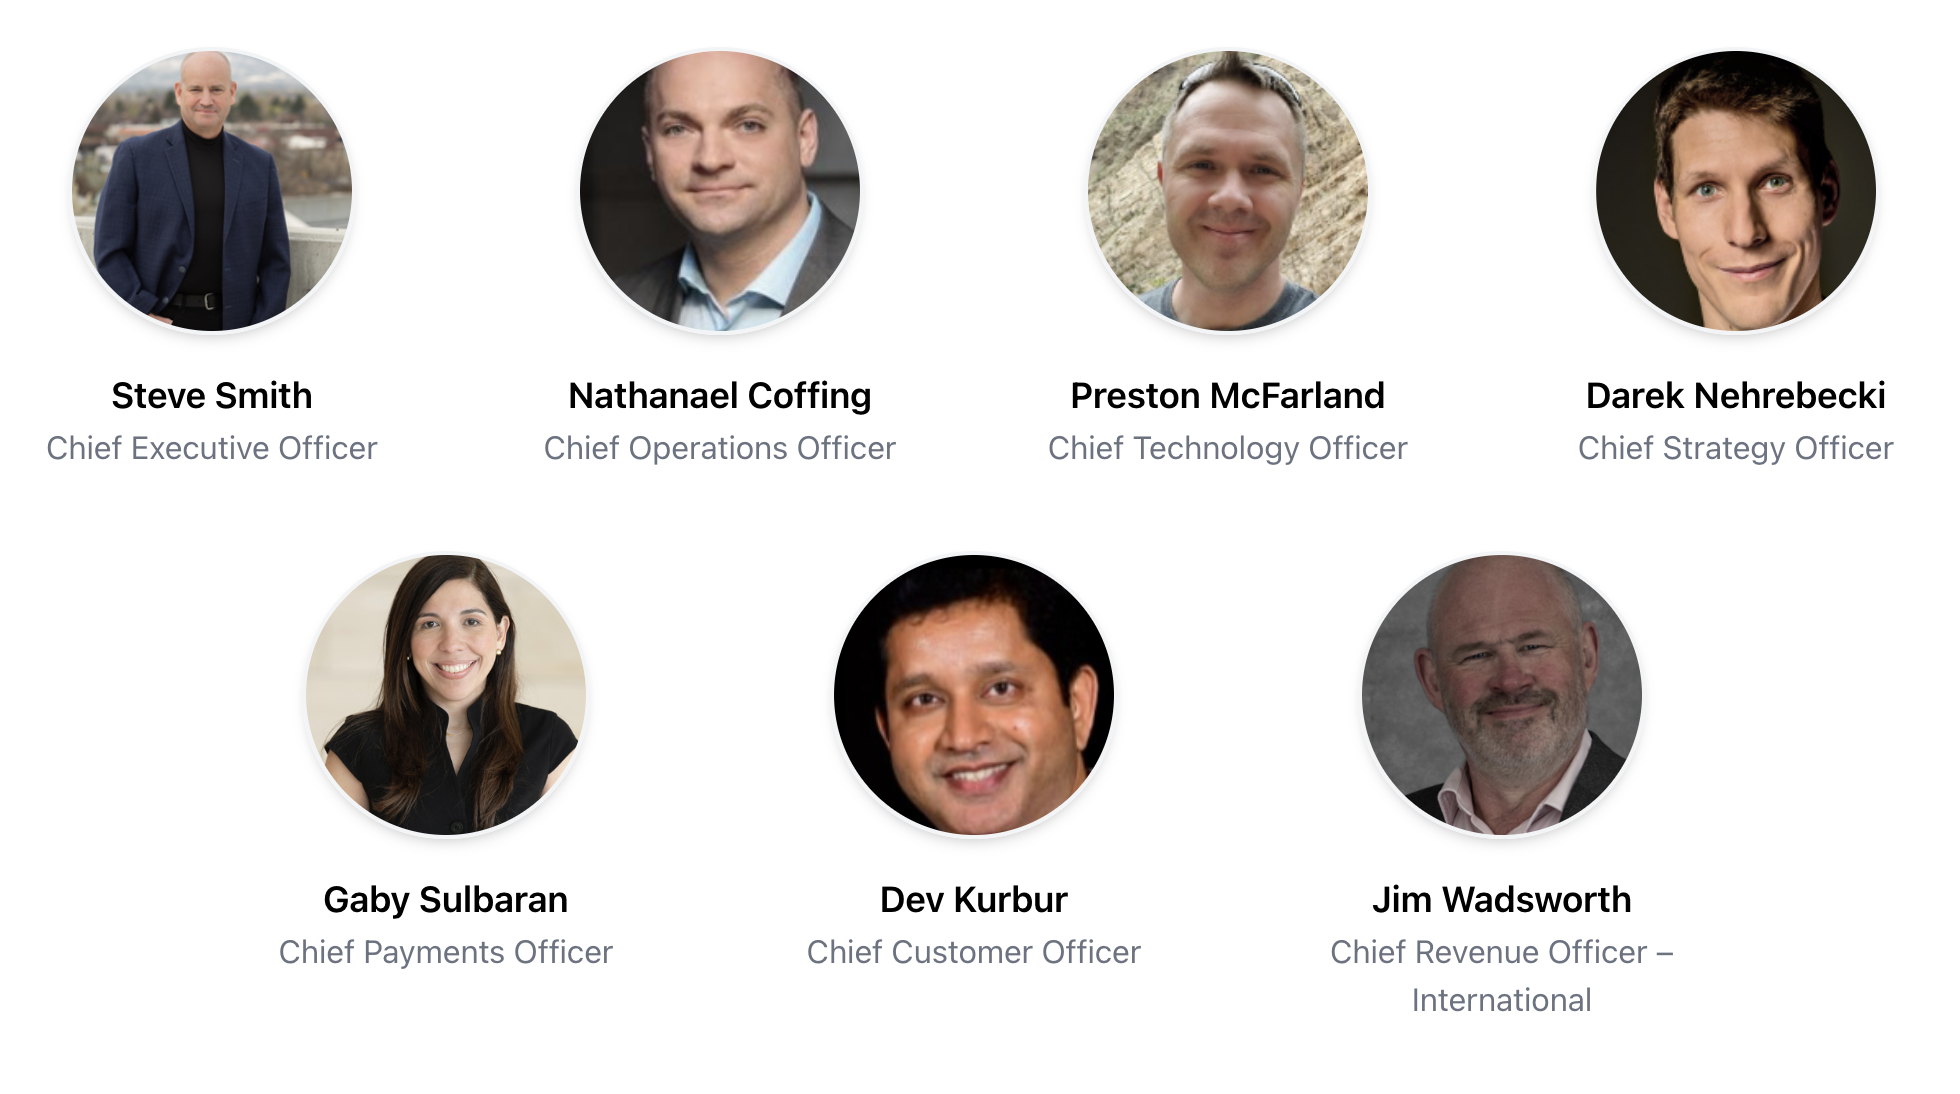 Steve Smith
Chief Executive Officer
Nathanael Coffing
Chief Operations Officer
Preston McFarland
Chief Technology Officer
Darek Nehrebecki
Chief Strategy Officer
Gaby Sulbaran
Chief Payments Officer
Dev Kurbur
Chief Customer Officer
Jim Wadsworth
Chief Revenue Officer –
International